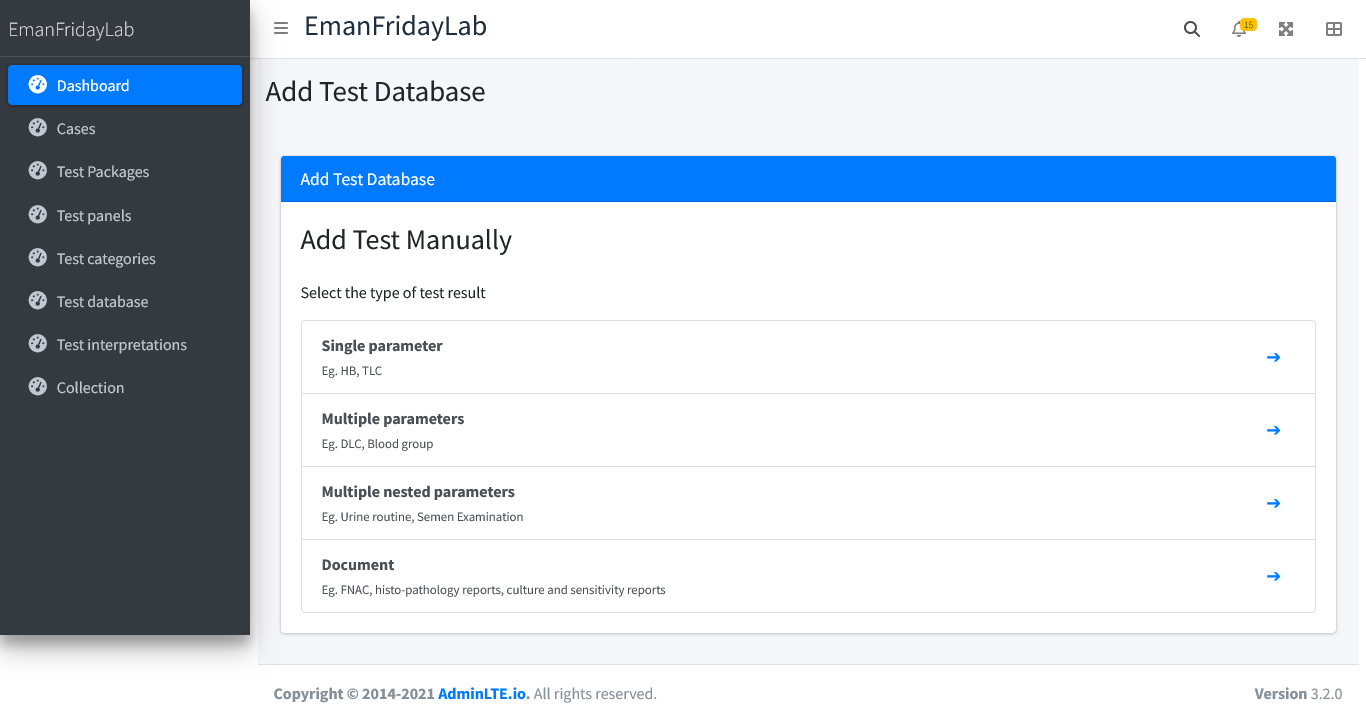 EmanFridayLab
Dashboard
Cases
Test Packages
Test panels
Test categories
Test database
Test interpretations
Collection
EmanFridayLab
15
Add Test Database
Add Test Database
Add Test Manually
Select the type of test result
Single parameter
Eg. HB, TLC
Multiple parameters
Eg. DLC, Blood group
Multiple nested parameters
Eg. Urine routine, Semen Examination
Document
Eg. FNAC, histo-pathology reports, culture and sensitivity reports
Copyright © 2014-2021 AdminLTE.io. All rights reserved.
Version 3.2.0